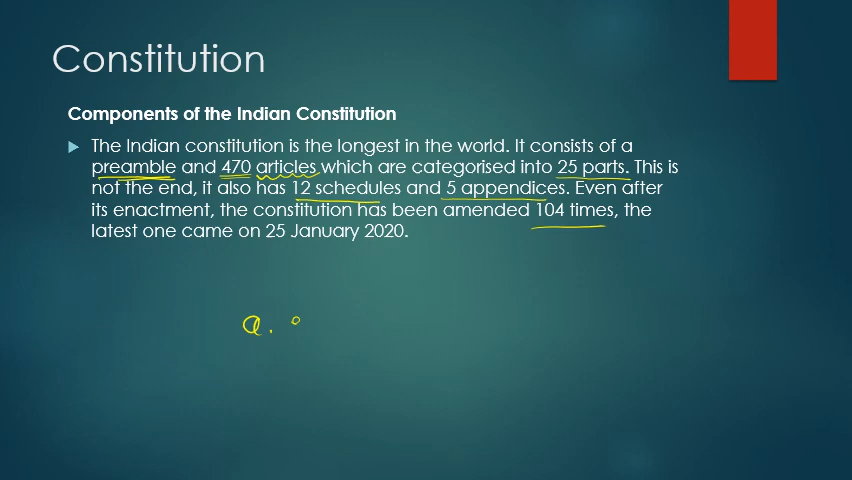 Constitution
Components of the Indian Constitution
The Indian constitution is the longest in the world. It consists of a
preamble and 470 articles which are categorised into 25 parts. This is
not the end, it also has 12 schedules and 5 appendices. Even after
its enactment, the constitution has been amended 104 times, the
latest one came on 25 January 2020.
a.